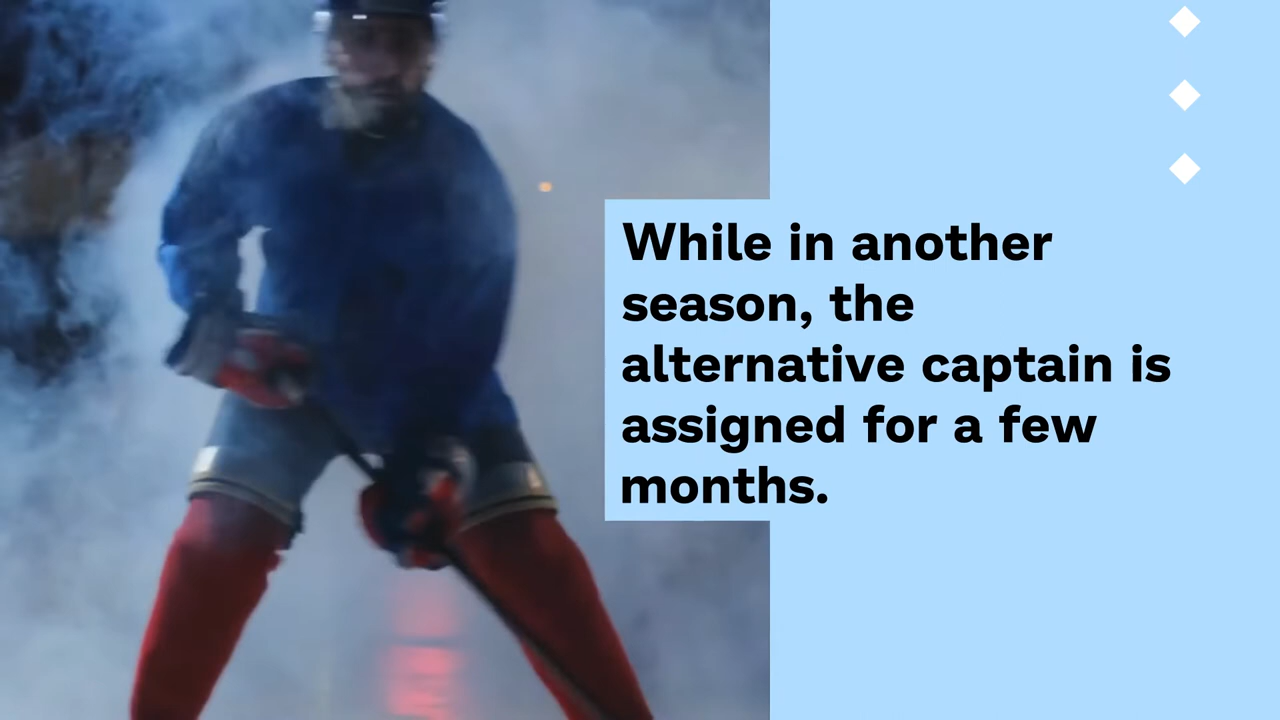 While in another
season, the
alternative captain is
assigned for a few
months.